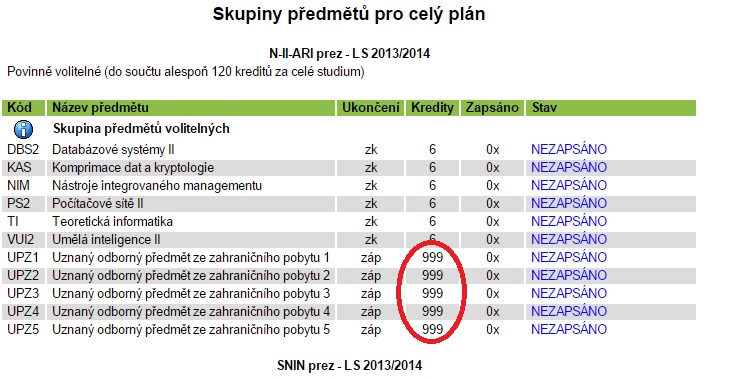 Skupiny předmětů pro celý plán
N-II-ARI prez - LS 2013/2014
Povinně volitelné (do součtu alespoň 120 kreditů za celé studium)
Kód Název předmětu Ukončení Kredity Zapsáno Stav
Skupina předmětů volitelných
DBS2 Databázové systémy II zk 6 0x NEZAPSÁNO
KAS Komprimace dat a kryptologie zk 6 0x NEZAPSÁNO
NIM Nástroje integrovaného managementu zk 6 0x NEZAPSÁNO
PS2 Počítačové sítě II zk 6 0x NEZAPSÁNO
TI Teoretická informatika zk 6 0x NEZAPSÁNO
VUI2 Umělá inteligence II zk 6 0x NEZAPSÁNO
UPZ1 Uznaný odborný předmět ze zahraničního pobytu 1 záp 999 0x NEZAPSÁNO
UPZ2 Uznaný odborný předmět ze zahraničního pobytu 2 záp 999 0x NEZAPSÁNO
UPZ3 Uznaný odborný předmět ze zahraničního pobytu 3 záp 999 0x NEZAPSÁNO
UPZ4 Uznaný odborný předmět ze zahraničního pobytu 4 záp 999 0x NEZAPSÁNO
UPZ5 Uznaný odborný předmět ze zahraničního pobytu 5 záp 999 0x NEZAPSÁNO
SNIN prez - LS 2013/2014